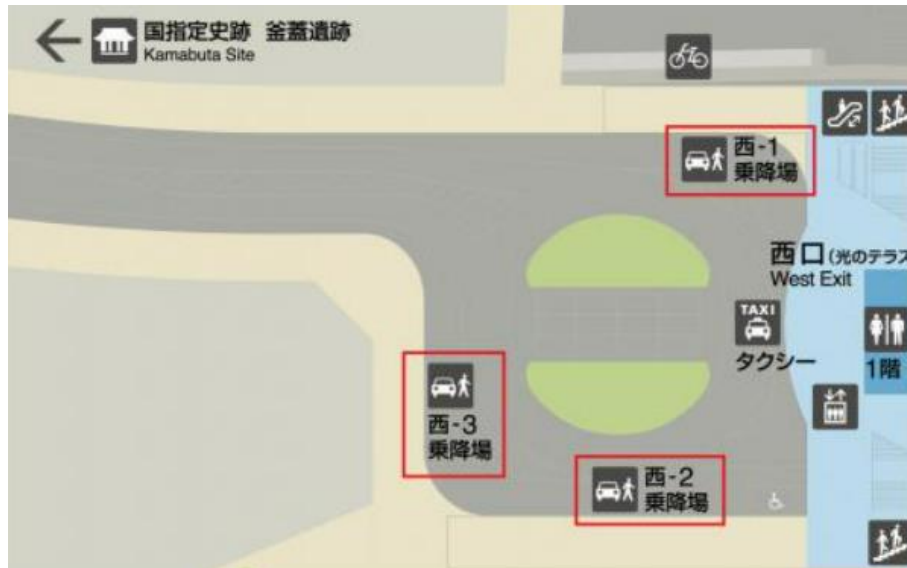 国指定史跡 釜蓋遺跡
Kamabuta Site
西-1
乗降場
西口(光のテラス
West Exit
TAXI
タクシー
1階
西-3
乗降場
西-2
乗降場